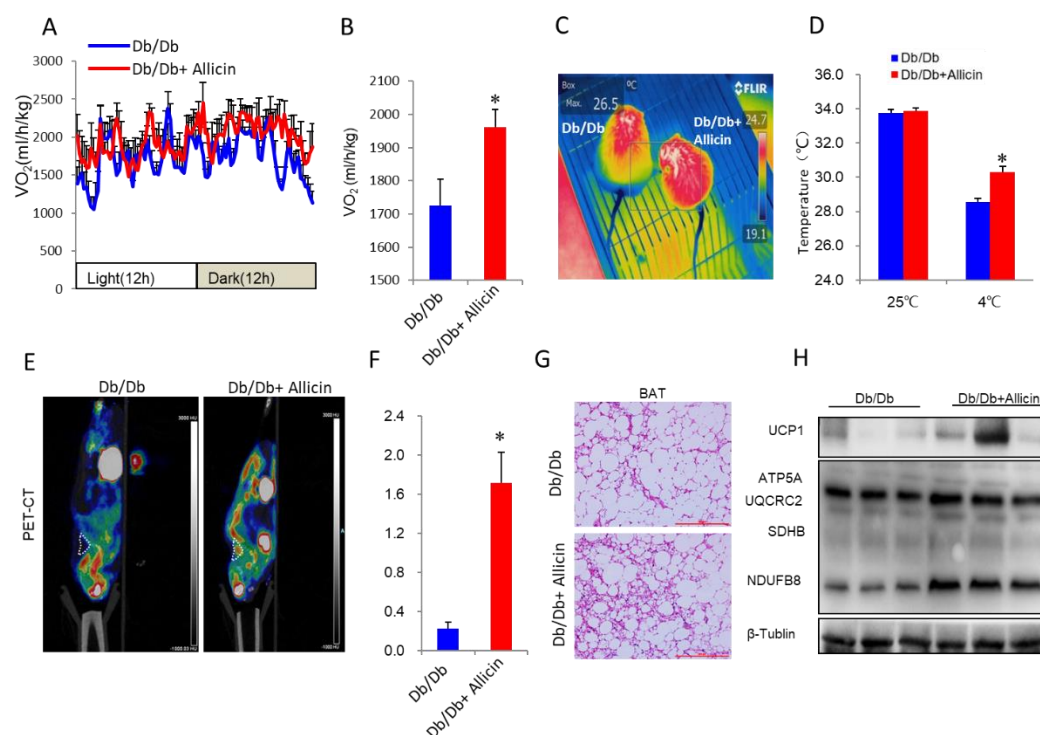 A
Db/Db
Db/Db+ Allicin
VO2(ml/h/kg)
3000
2500
2000
1500
1000
500
0
Light(12h)
Dark(12h)
B
VO2 (ml/h/kg)
2100
2000
1900
1800
1700
1600
1500
*
Db/Db
Db/Db+ Allicin
C
Box
Max. 26.5
ºC
FLIR
24.7
Db/Db
Db/Db+
Allicin
19.1
D
Db/Db
Db/Db+Allicin
Temperature (℃)
36.0
34.0
32.0
30.0
28.0
26.0
24.0
*
25℃
4℃
E
Db/Db
Db/Db+ Allicin
PET-CT
F
2.4
2.0
1.6
1.2
0.8
0.4
0.0
*
Db/Db
Db/Db+ Allicin
G
BAT
Db/Db
Db/Db+ Allicin
H
Db/Db
Db/Db+Allicin
UCP1
ATP5A
UQCRC2
SDHB
NDUFB8
β-Tublin